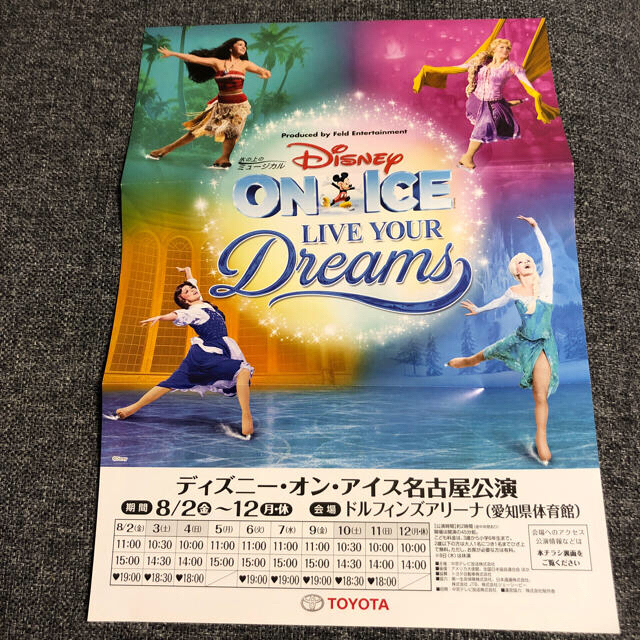 Produced by Feld Entertainment
氷の上の
ミュージカル
Disney
ON ICE
LIVE YOUR
Dreams
©Disney
ディズニー・オン・アイス名古屋公演
期間 8/2金〜12月・休 会場 ドルフィンズアリーナ(愛知県体育館)
8/2(金) 3(土) 4(日) 5(月) 6(火) 7(水) 9(金) 10(土) 11(日) 12(月・休)
11:00 10:30 10:30 11:00 11:00 11:00 10:30 10:30 11:00
15:00 14:30 14:00 15:00 15:00 15:00 14:30 14:00 15:00
♥19:00 ♥18:30 ♥18:00 ♥19:00 ♥19:00 ♥19:00 ♥18:30 ♥18:00
会場へのアクセス
公演情報などは
本チラシ裏面を
ご覧ください
TOYOTA